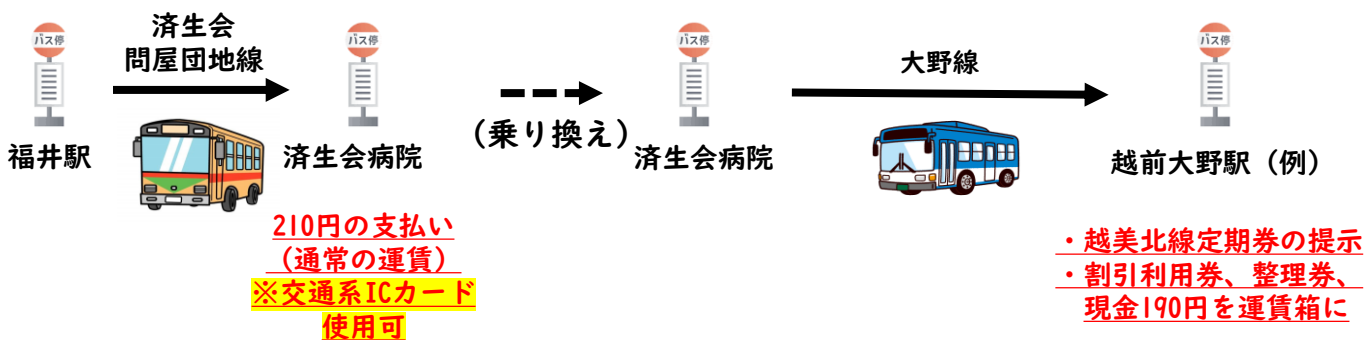 済生会
問屋団地線
大野線
バス停
バス停
バス停
バス停
(乗り換え)
福井駅
済生会病院
済生会病院
越前大野駅（例）
210円の支払い
（通常の運賃）
※交通系ICカード
使用可
・越美北線定期券の提示
・割引利用券、整理券、
現金190円を運賃箱に